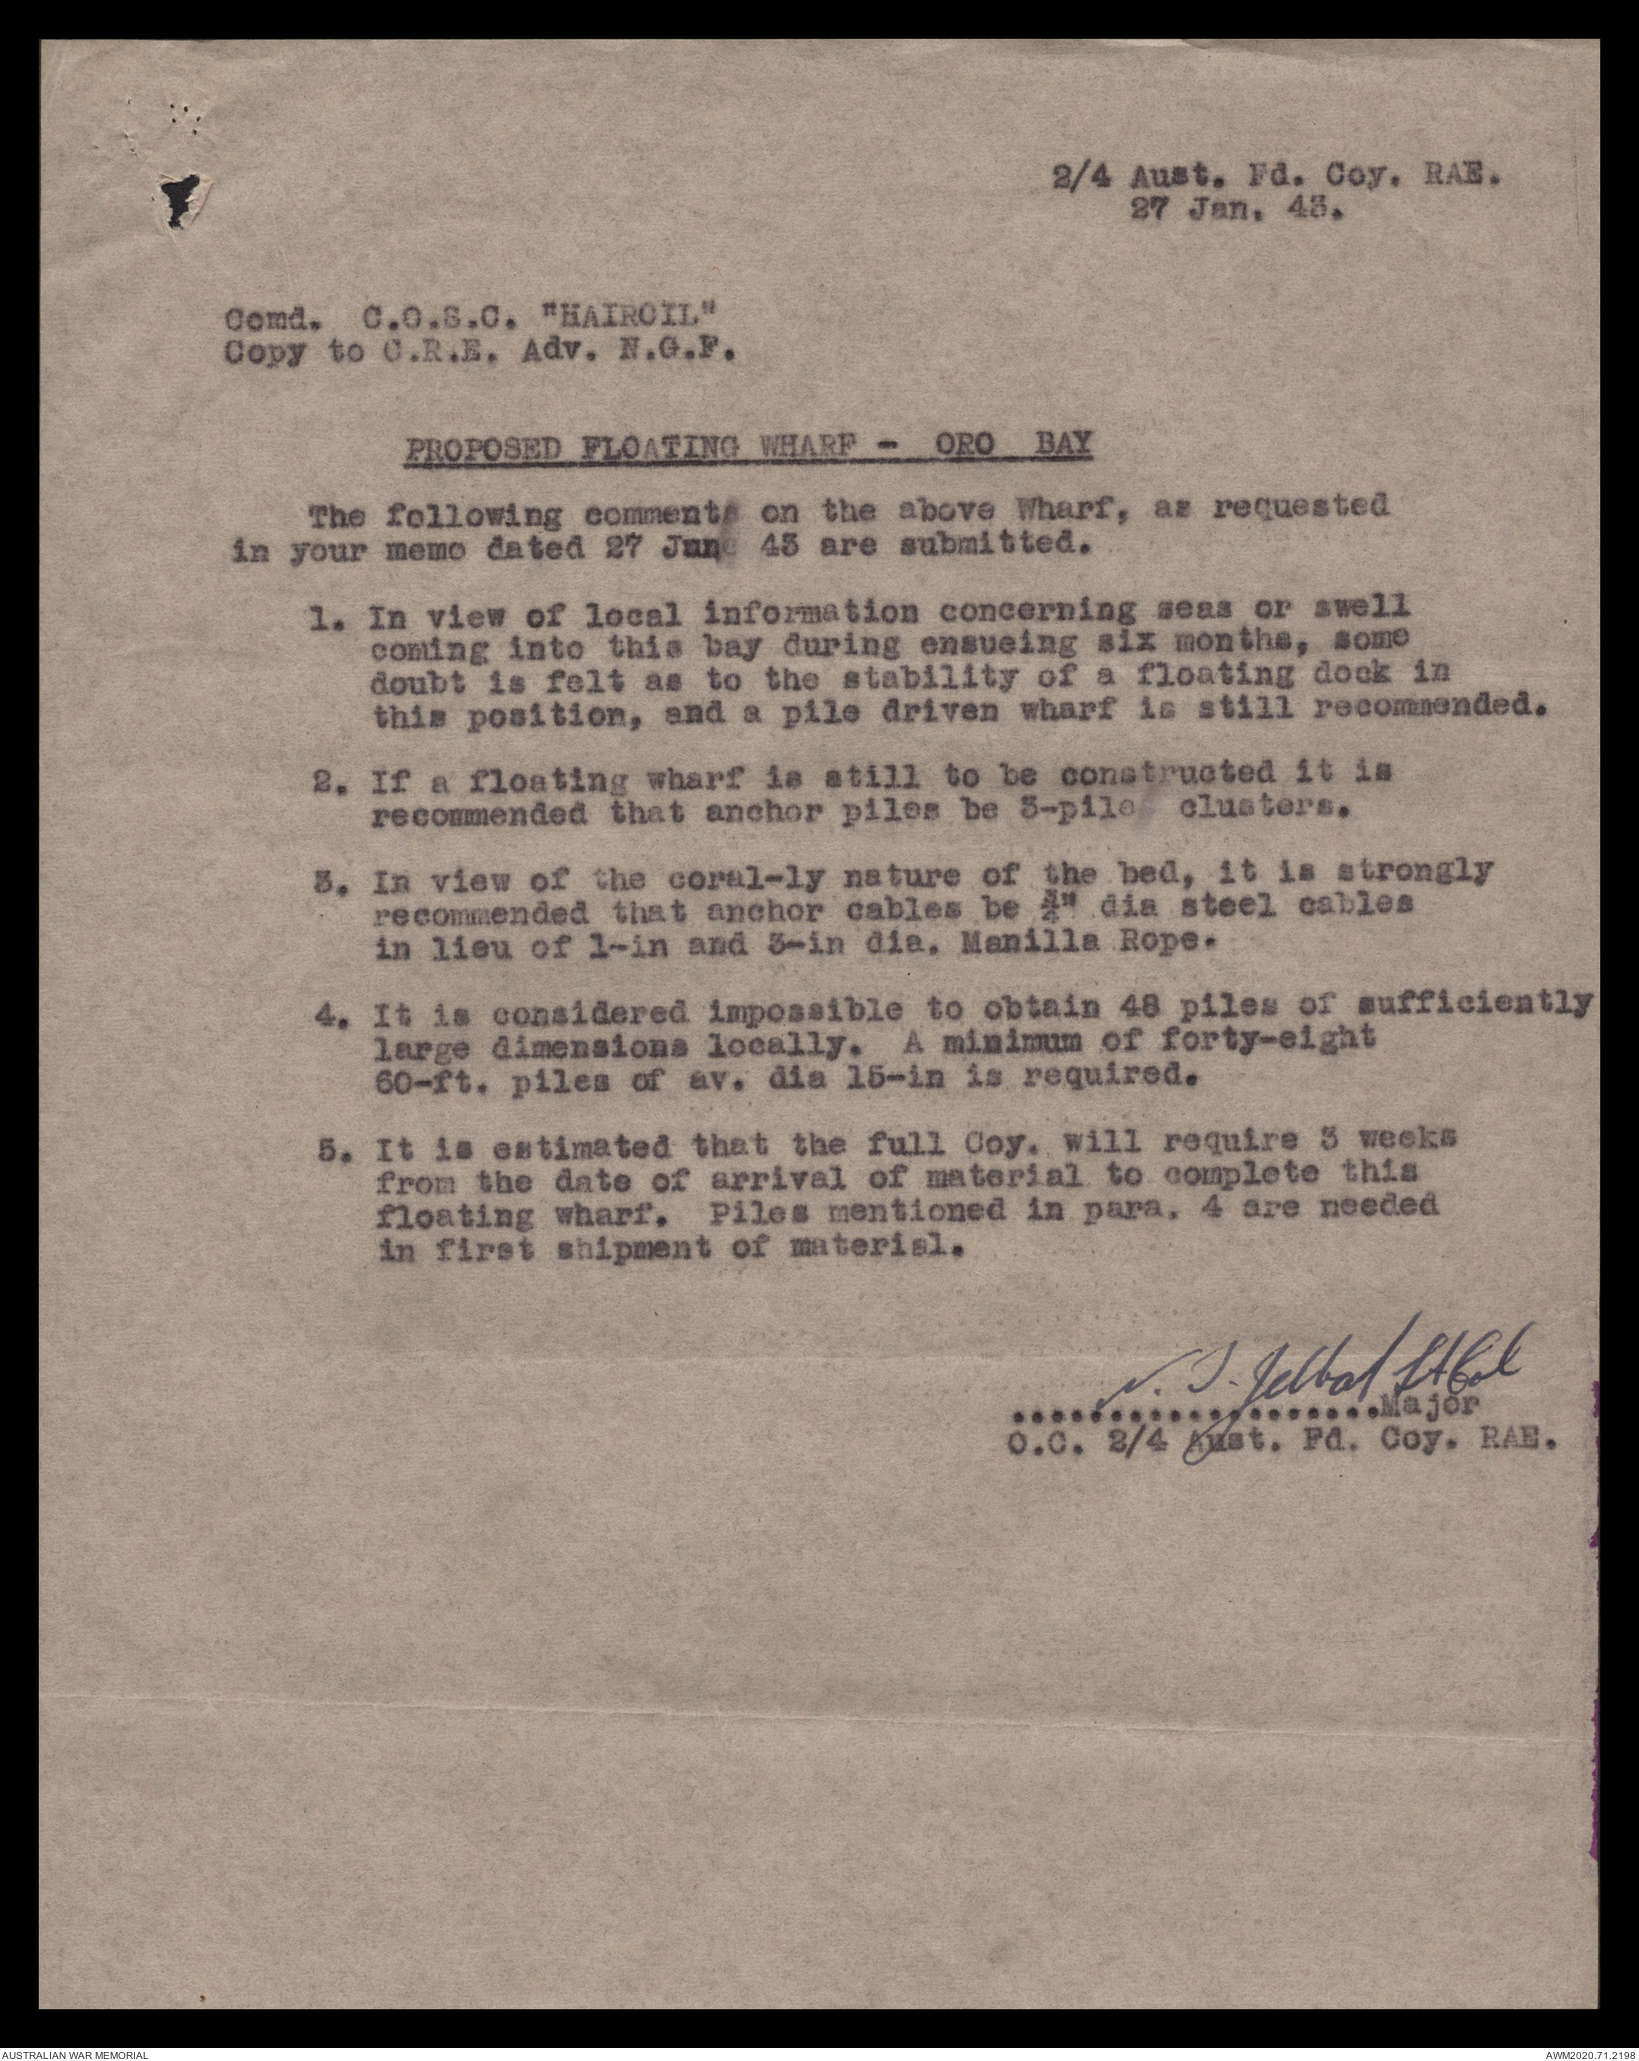 2/4 Aust. Fd. Coy. RAE.
27 Jan. 43.
Comd. C.O.S.C. "HAIROIL"
Copy to C.R.E. Adv. N.G.F.
PROPOSED FLOATING WHARF - ORO BAY
The following comments on the above Wharf, as requested
in your memo dated 27 Jan 43 are submitted.
1. In view of local information concerning seas or swell
coming into this bay during ensueing six months, some
doubt is felt as to the stability of a floating dock in
this position, and a pile driven wharf is still recommended.
2. If a floating wharf is still to be constructed it is
recommended that anchor piles be 3-pile clusters.
3. In view of the coral-ly nature of the bed, it is strongly
recommended that anchor cables be ¾" dia steel cables
in lieu of 1-in and 3-in dia. Manilla Rope.
4. It is considered impossible to obtain 48 piles of sufficiently
large dimensions locally. A minimum of forty-eight
60-ft. piles of av. dia 15-in is required.
5. It is estimated that the full Coy. will require 3 weeks
from the date of arrival of material to complete this
floating wharf. Piles mentioned in para. 4 are needed
in first shipment of material.
...................Major
O.C. 2/4 Aust. Fd. Coy. RAE.
AUSTRALIAN WAR MEMORIAL
AWM2020.71.2198